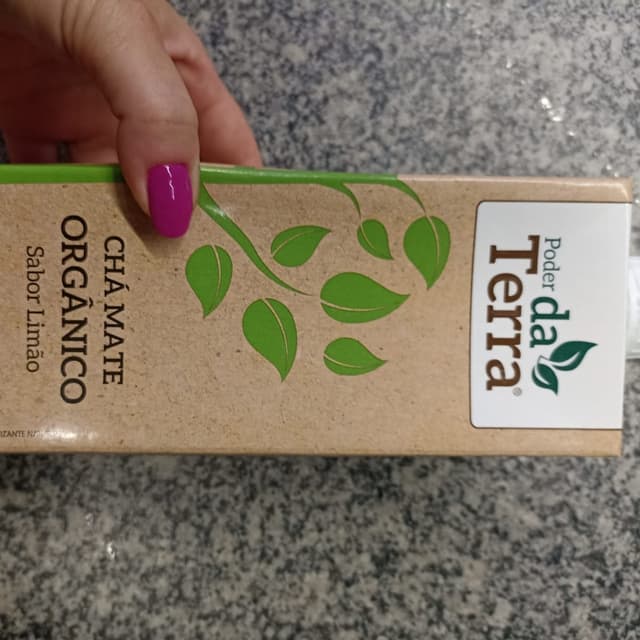 Poder
da
Terra®
CHÁ MATE
ORGÂNICO
Sabor Limão